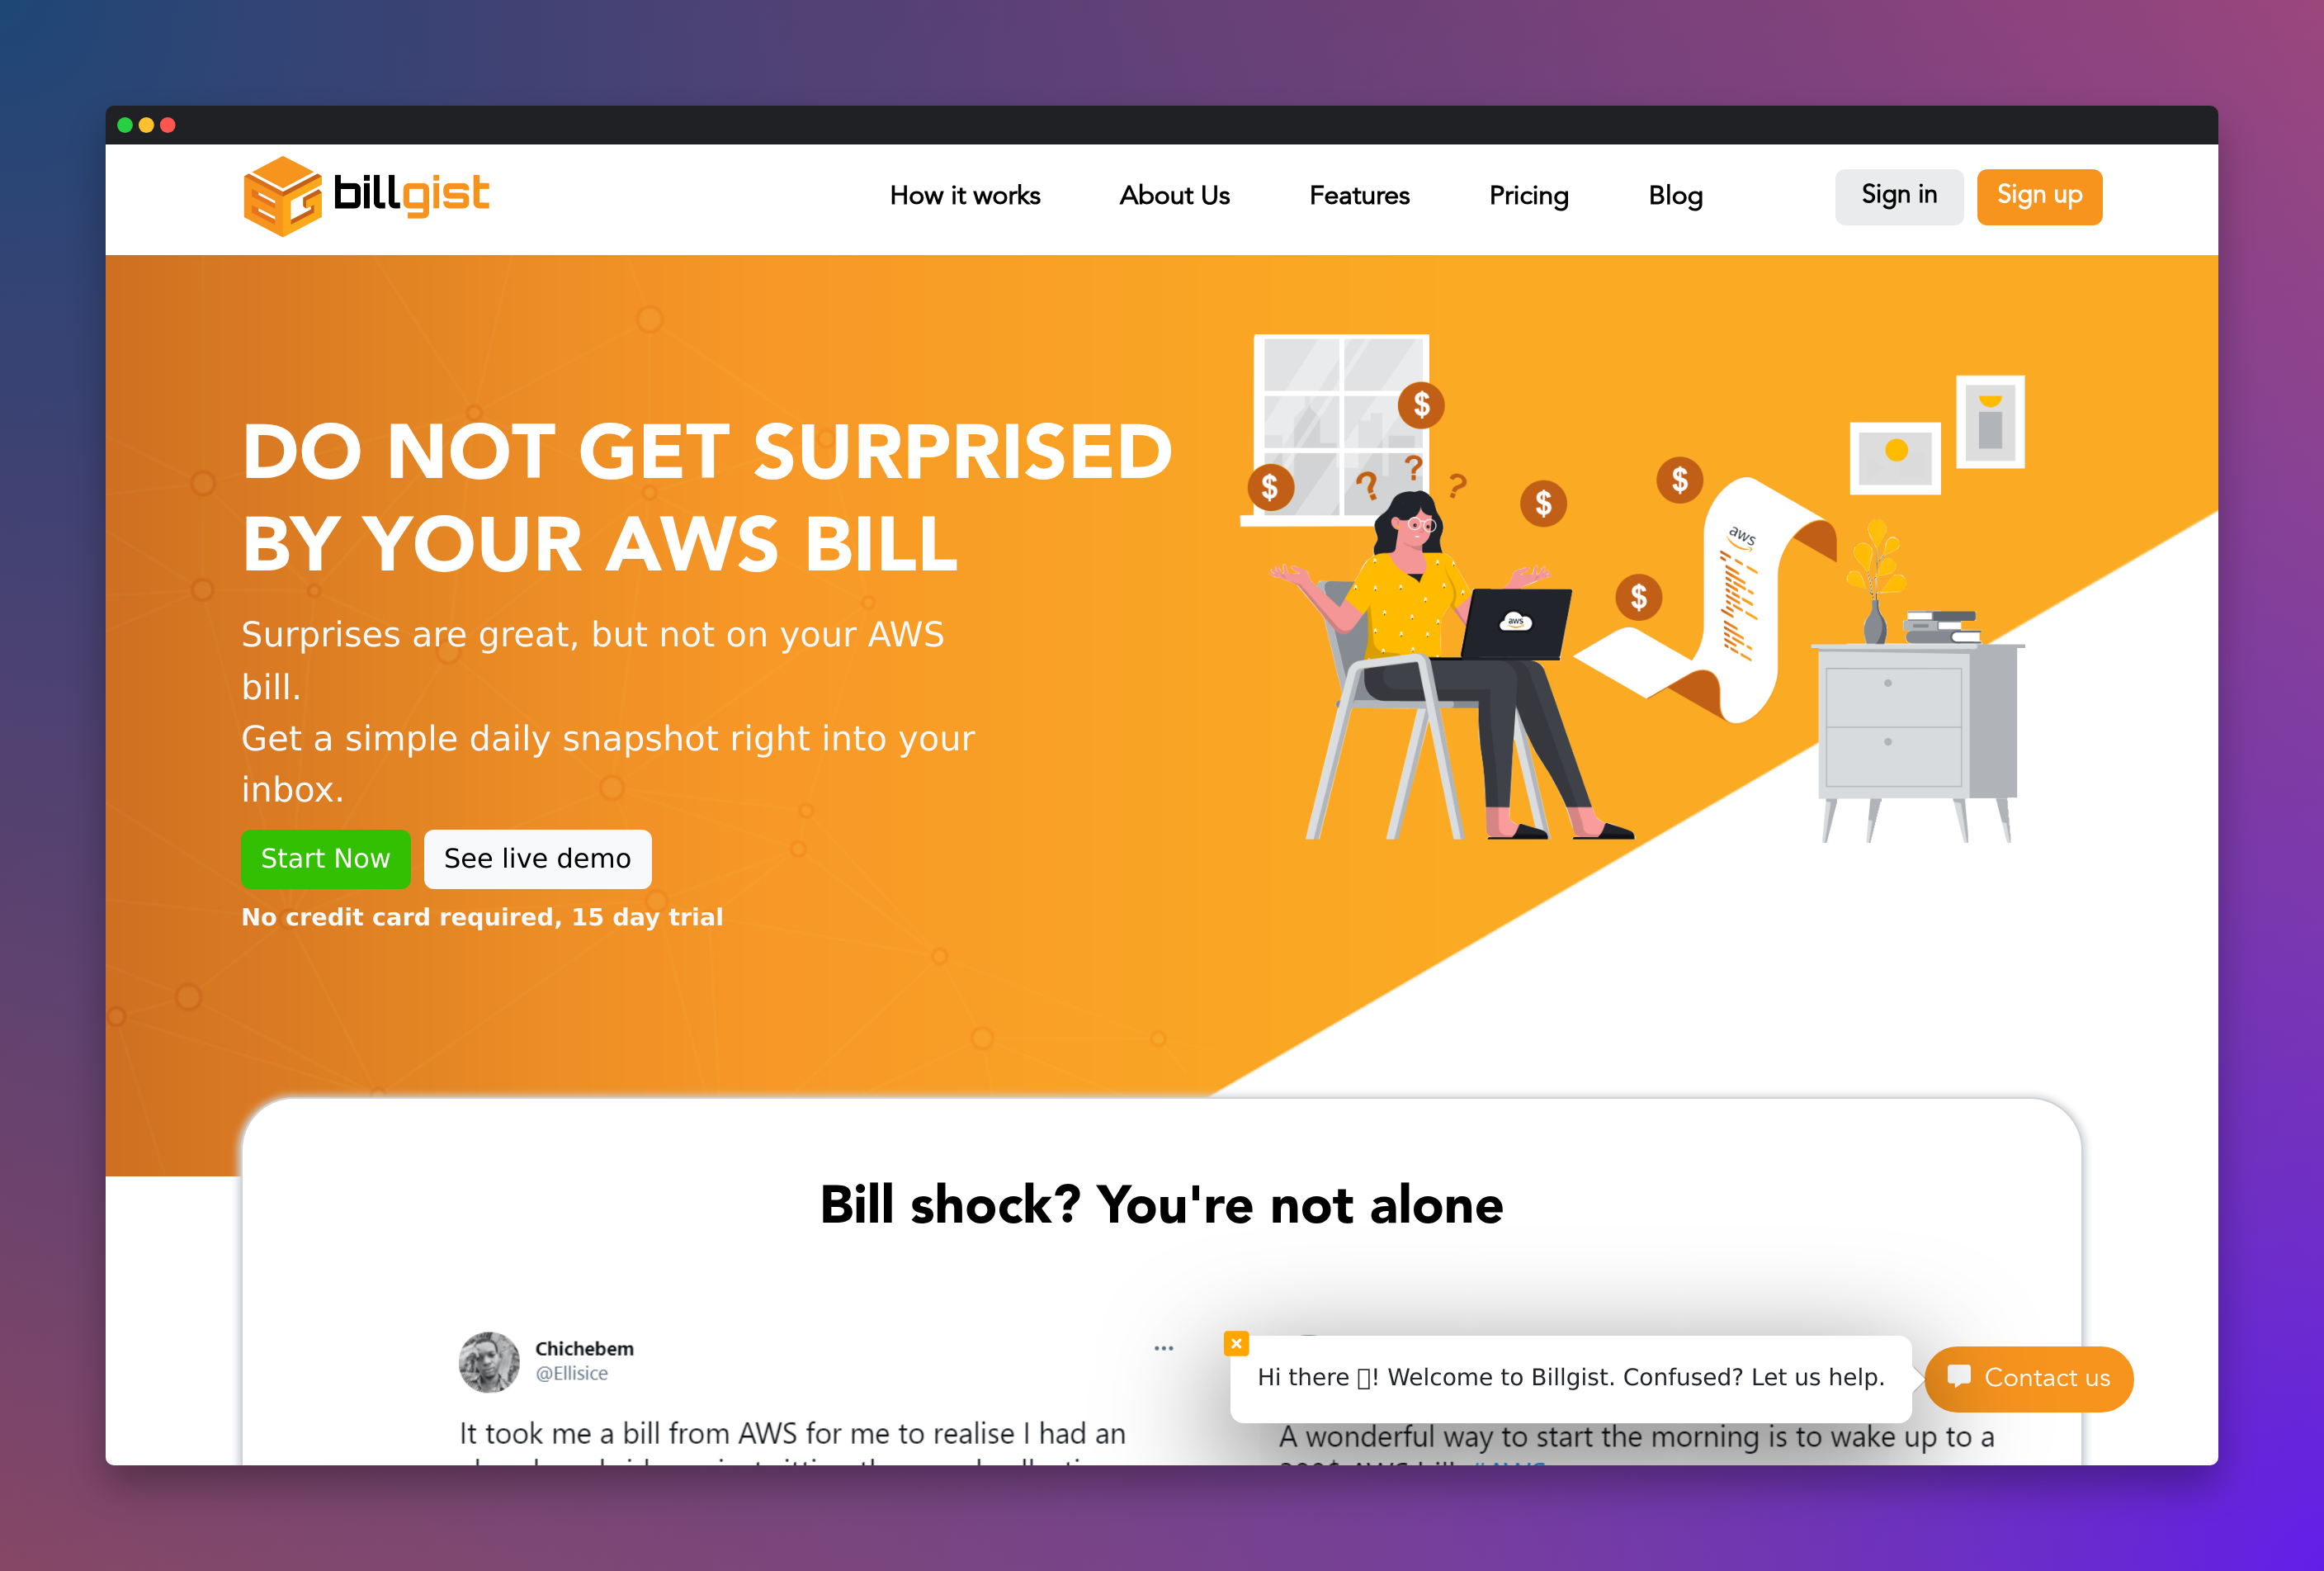 billgist
How it works
About Us
Features
Pricing
Blog
Sign in
Sign up
DO NOT GET SURPRISED
BY YOUR AWS BILL
Surprises are great, but not on your AWS
bill.
Get a simple daily snapshot right into your
inbox.
Start Now
See live demo
No credit card required, 15 day trial
$
$
$
$
$
? ? ?
aws
aws
Bill shock? You're not alone
Chichebem
@Ellisice
It took me a bill from AWS for me to realise I had an
Hi there ▯! Welcome to Billgist. Confused? Let us help.
Contact us
A wonderful way to start the morning is to wake up to a